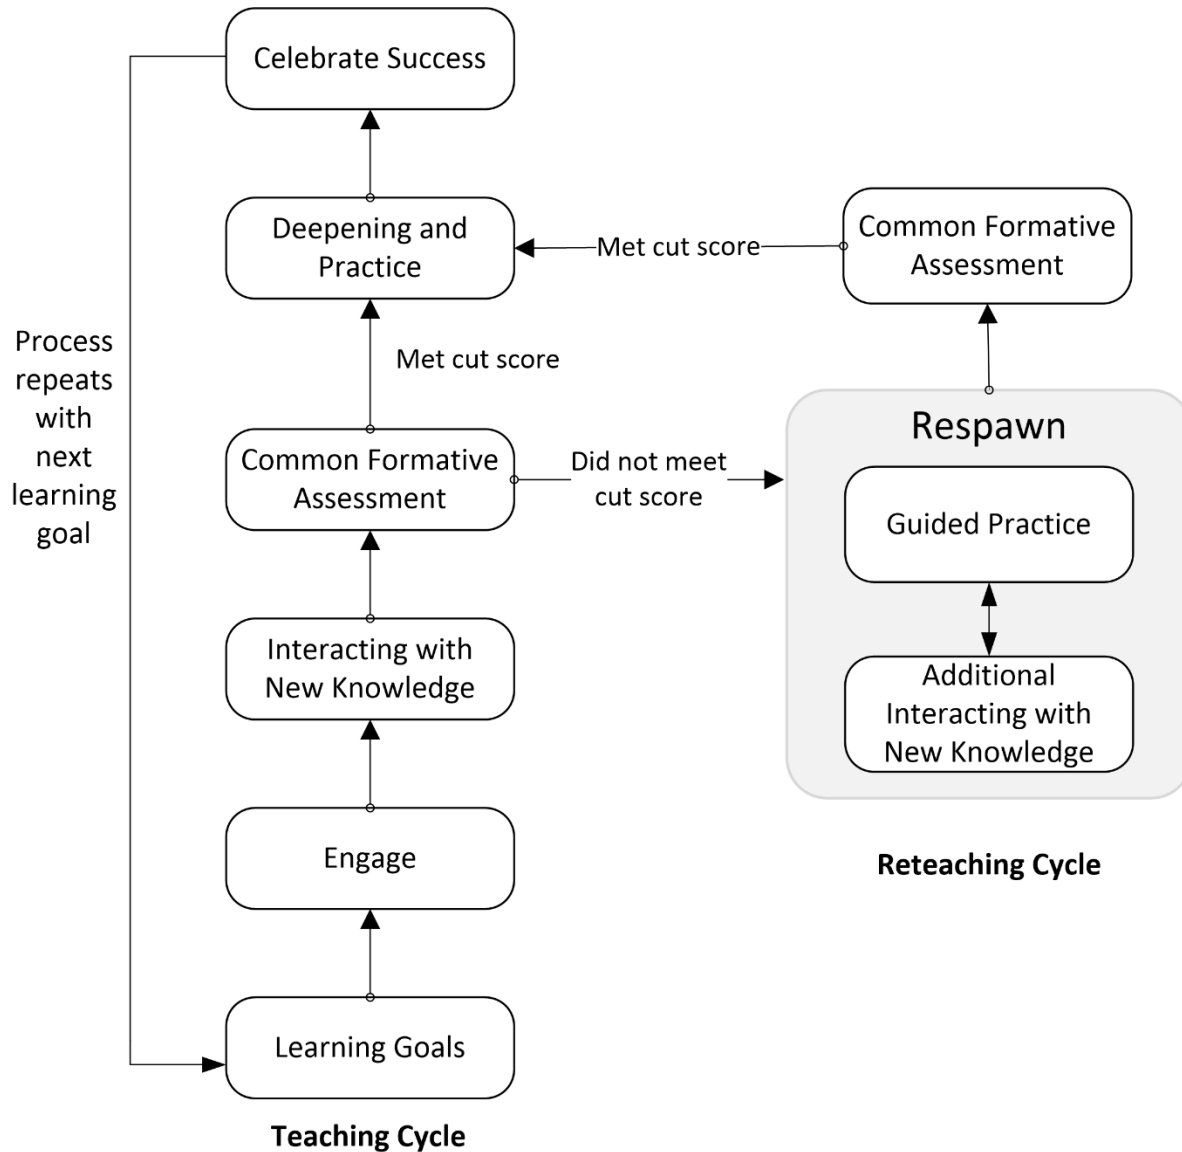 Celebrate Success
Deepening and
Practice
Met cut score
Common Formative
Assessment
Process
repeats
with
next
learning
goal
Met cut score
Common Formative
Assessment
Did not meet
cut score
Respawn
Guided Practice
Additional
Interacting with
New Knowledge
Interacting with
New Knowledge
Engage
Reteaching Cycle
Learning Goals
Teaching Cycle